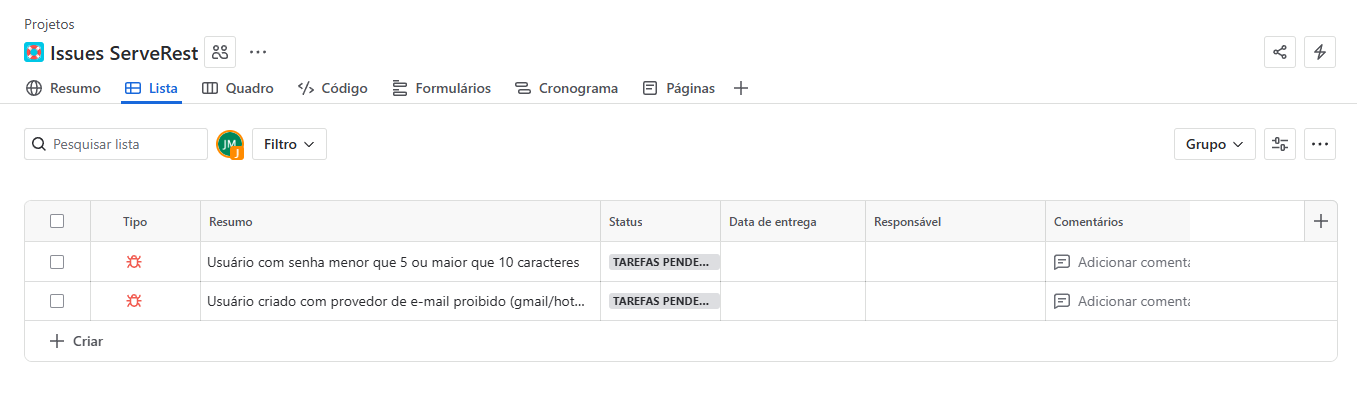 Projetos
Issues ServeRest
Resumo Lista Quadro Código Formulários Cronograma Páginas
Pesquisar lista JM J Filtro Grupo
Tipo Resumo Status Data de entrega Responsável Comentários
Usuário com senha menor que 5 ou maior que 10 caracteres TAREFAS PENDE... Adicionar comenta
Usuário criado com provedor de e-mail proibido (gmail/hot... TAREFAS PENDE... Adicionar comenta
Criar